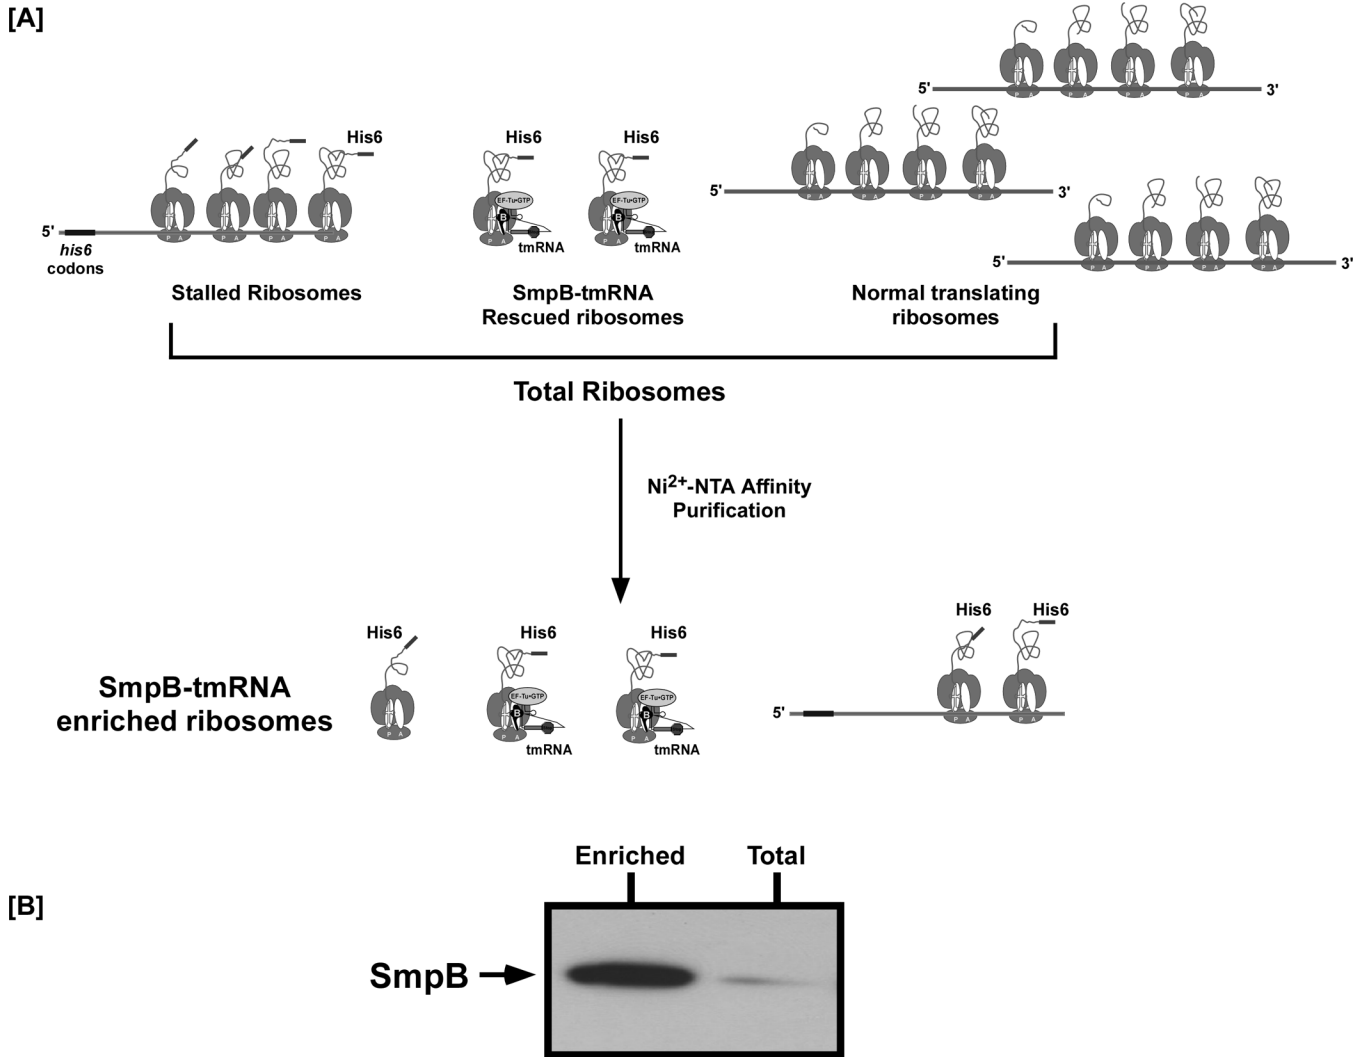 [A]
5'
3'
His6
His6
His6
5'
3'
EF-Tu•GTP
EF-Tu•GTP
B
B
5'
P A
P A
P A
P A
P A
P A
tmRNA
tmRNA
his6
codons
5'
3'
Stalled Ribosomes
SmpB-tmRNA
Rescued ribosomes
Normal translating
ribosomes
Total Ribosomes
Ni2+-NTA Affinity
Purification
His6
His6
His6
His6
His6
SmpB-tmRNA
enriched ribosomes
EF-Tu•GTP
EF-Tu•GTP
B
B
5'
P A
P A
P A
P A
P A
tmRNA
tmRNA
Enriched
Total
[B]
SmpB